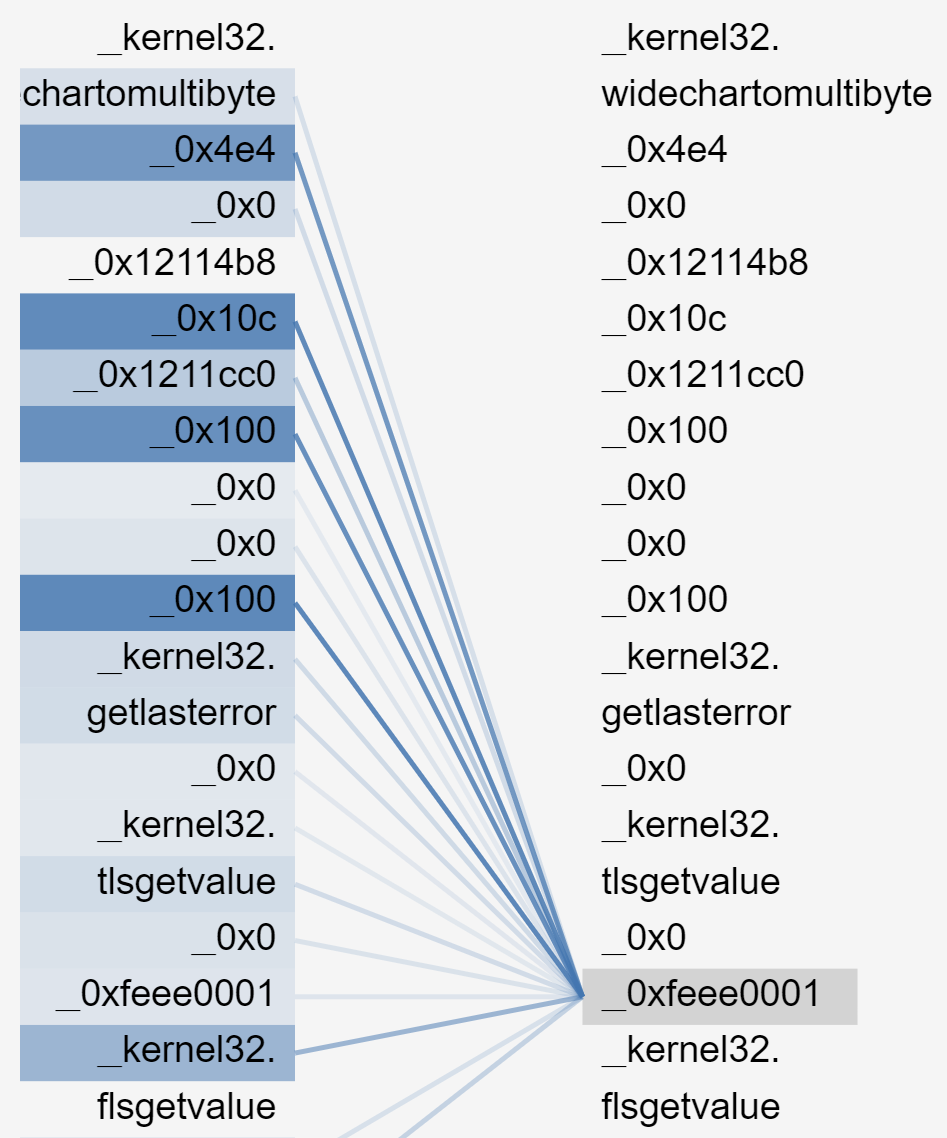 _kernel32. _kernel32.
chartomultibyte widechartomultibyte
_0x4e4 _0x4e4
_0x0 _0x0
_0x12114b8 _0x12114b8
_0x10c _0x10c
_0x1211cc0 _0x1211cc0
_0x100 _0x100
_0x0 _0x0
_0x0 _0x0
_0x100 _0x100
_kernel32. _kernel32.
getlasterror getlasterror
_0x0 _0x0
_kernel32. _kernel32.
tlsgetvalue tlsgetvalue
_0x0 _0x0
_0xfeee0001 _0xfeee0001
_kernel32. _kernel32.
flsgetvalue flsgetvalue